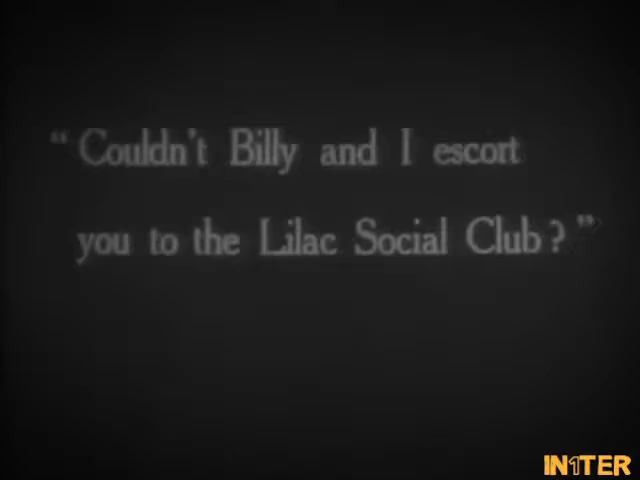 “Couldn't Billy and I escort
you to the Lilac Social Club?”
IN1TER